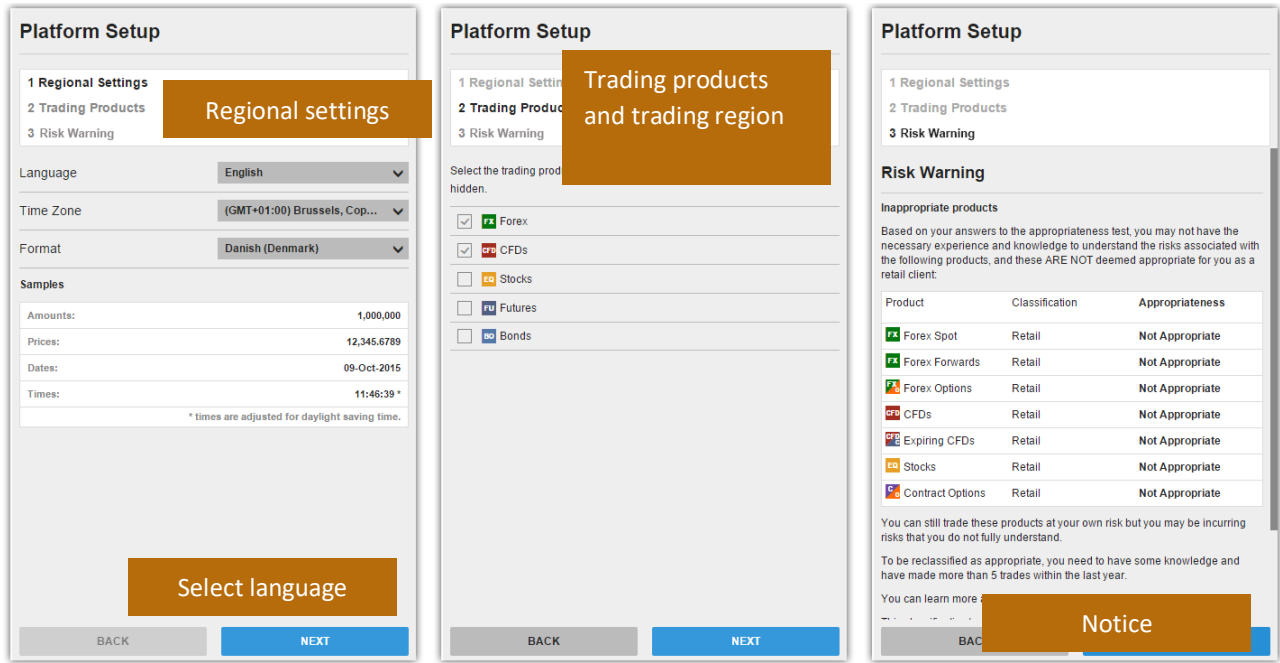 Platform Setup
1 Regional Settings
2 Trading Products
3 Risk Warning
Regional settings
Language
English
Time Zone
(GMT+01:00) Brussels, Cop...
Format
Danish (Denmark)
Samples
Amounts: 1,000,000
Prices: 12,345.6789
Dates: 09-Oct-2015
Times: 11:46:39 *
* times are adjusted for daylight saving time.
Select language
BACK
NEXT
Platform Setup
1 Regional
2 Trading
3 Risk Warning
Trading products
and trading region
Select the trading
hidden.
FX Forex
CFD CFDs
EQ Stocks
FU Futures
BO Bonds
BACK
NEXT
Platform Setup
1 Regional Settings
2 Trading Products
3 Risk Warning
Risk Warning
Inappropriate products
Based on your answers to the appropriateness test, you may not have the
necessary experience and knowledge to understand the risks associated with
the following products, and these ARE NOT deemed appropriate for you as a
retail client:
Product Classification Appropriateness
FX Forex Spot Retail Not Appropriate
FX Forex Forwards Retail Not Appropriate
Forex Options Retail Not Appropriate
CFD CFDs Retail Not Appropriate
Expiring CFDs Retail Not Appropriate
EQ Stocks Retail Not Appropriate
Contract Options Retail Not Appropriate
You can still trade these products at your own risk but you may be incurring
risks that you do not fully understand.
To be reclassified as appropriate, you need to have some knowledge and
have made more than 5 trades within the last year.
You can learn more
Notice